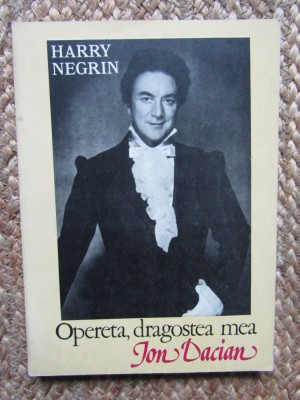 HARRY
NEGRIN
Opereta, dragostea mea
Ion Dacian